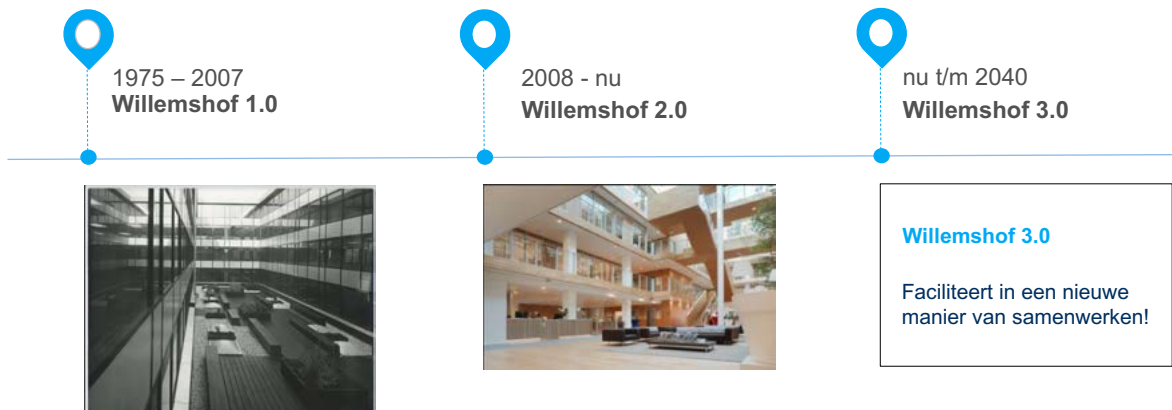 1975 – 2007
Willemshof 1.0
2008 - nu
Willemshof 2.0
nu t/m 2040
Willemshof 3.0
Willemshof 3.0
Faciliteert in een nieuwe
manier van samenwerken!